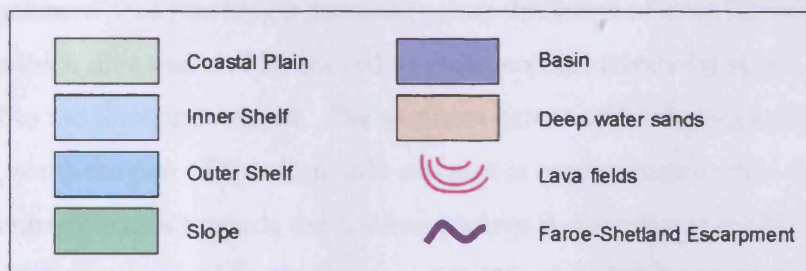 Coastal Plain
Inner Shelf
Outer Shelf
Slope
Basin
Deep water sands
Lava fields
Faroe-Shetland Escarpment